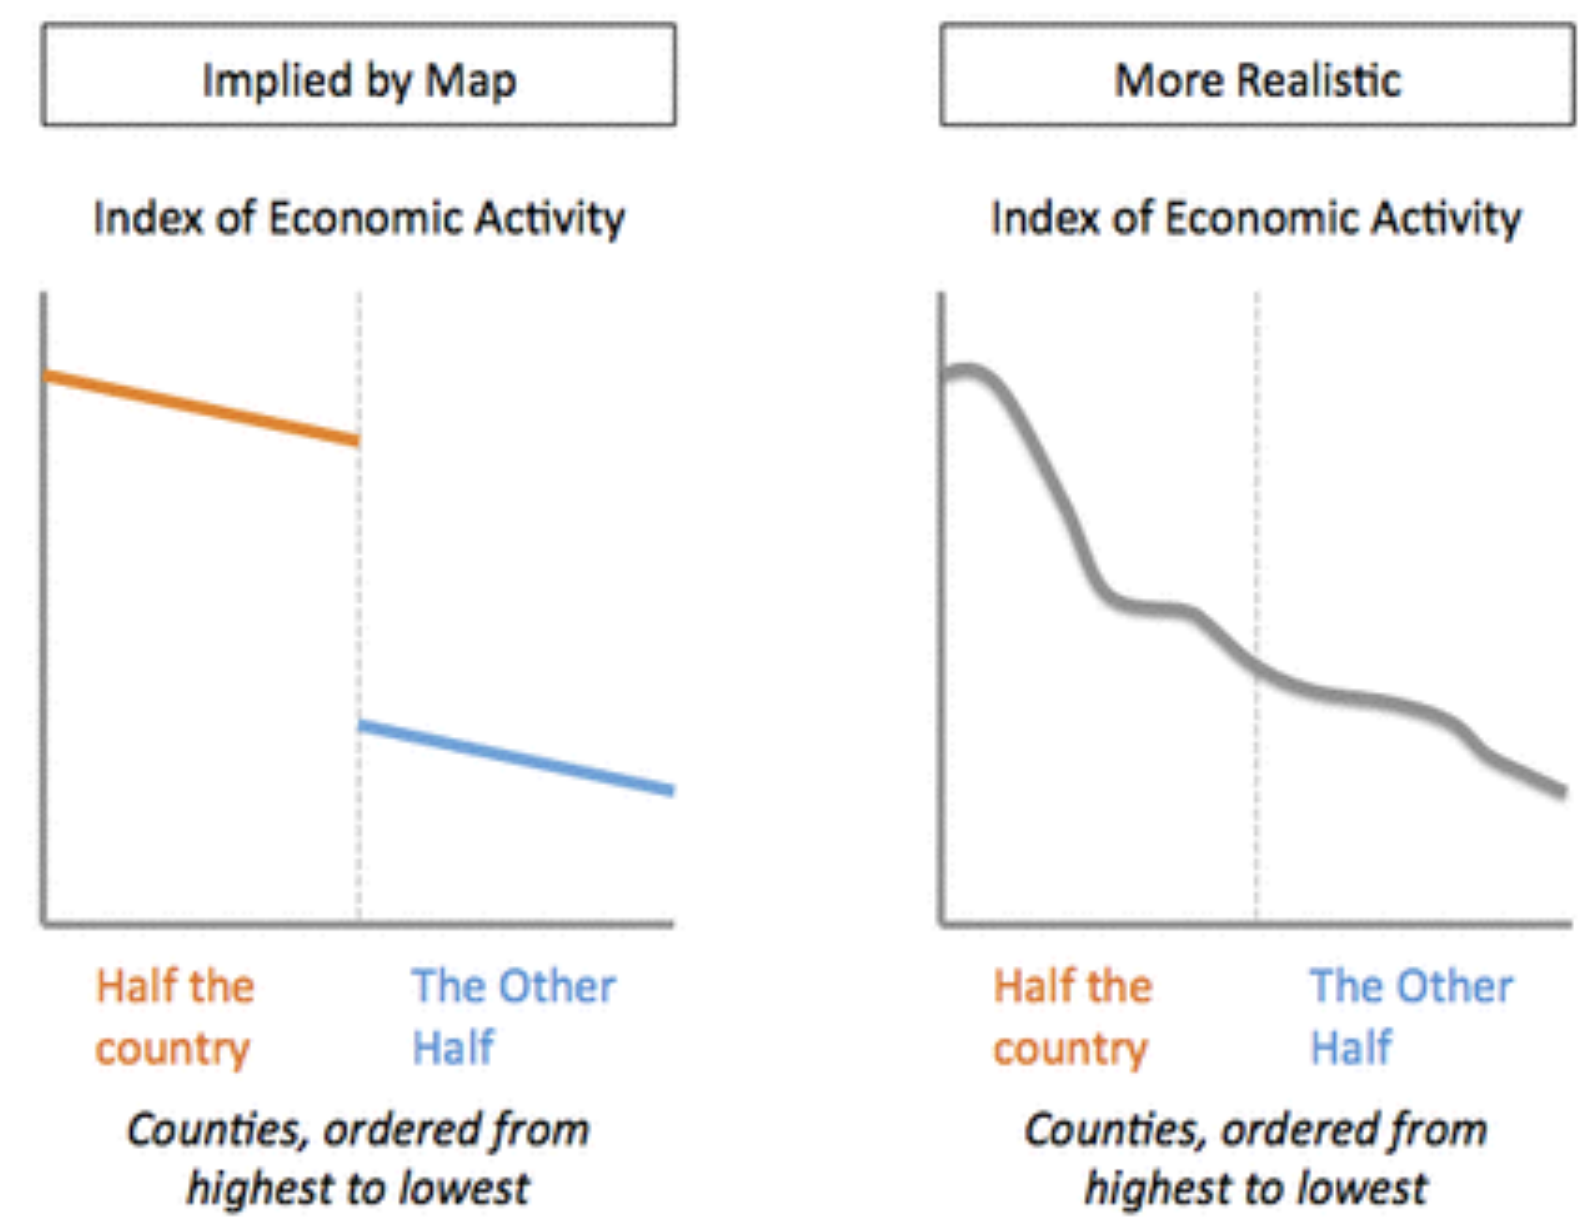 Implied by Map
Index of Economic Activity
Half the
country
The Other
Half
Counties, ordered from
highest to lowest
More Realistic
Index of Economic Activity
Half the
country
The Other
Half
Counties, ordered from
highest to lowest